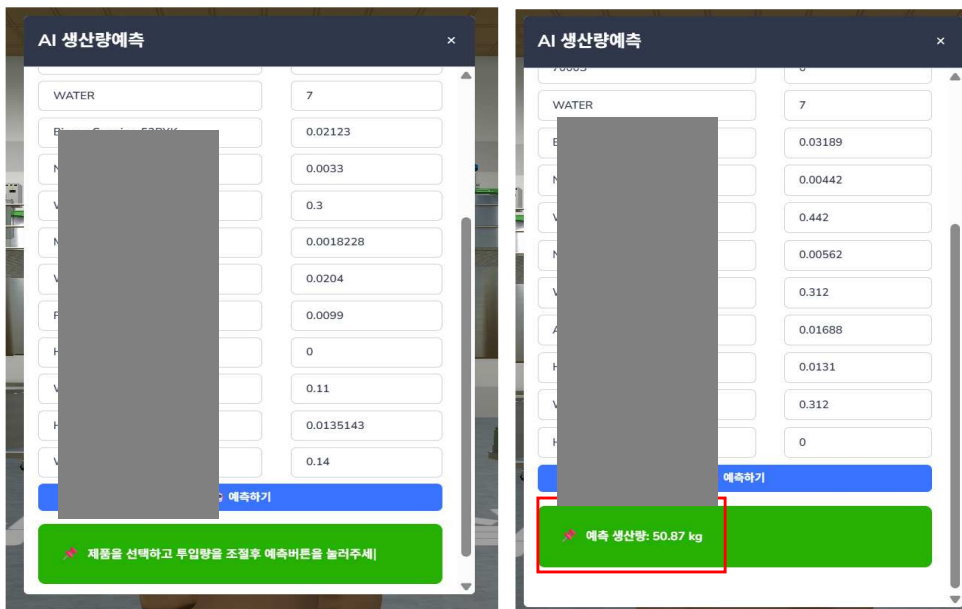 AI 생산량예측 ×
WATER 7
0.02123
N 0.0033
V 0.3
M 0.0018228
V 0.0204
F 0.0099
H 0
V 0.11
H 0.0135143
V 0.14
예측하기
📌 제품을 선택하고 투입량을 조절후 예측버튼을 눌러주세|
AI 생산량예측 ×
WATER 7
0.03189
0.00442
0.442
0.00562
0.312
0.01688
0.0131
0.312
0
예측하기
📌 예측 생산량: 50.87 kg